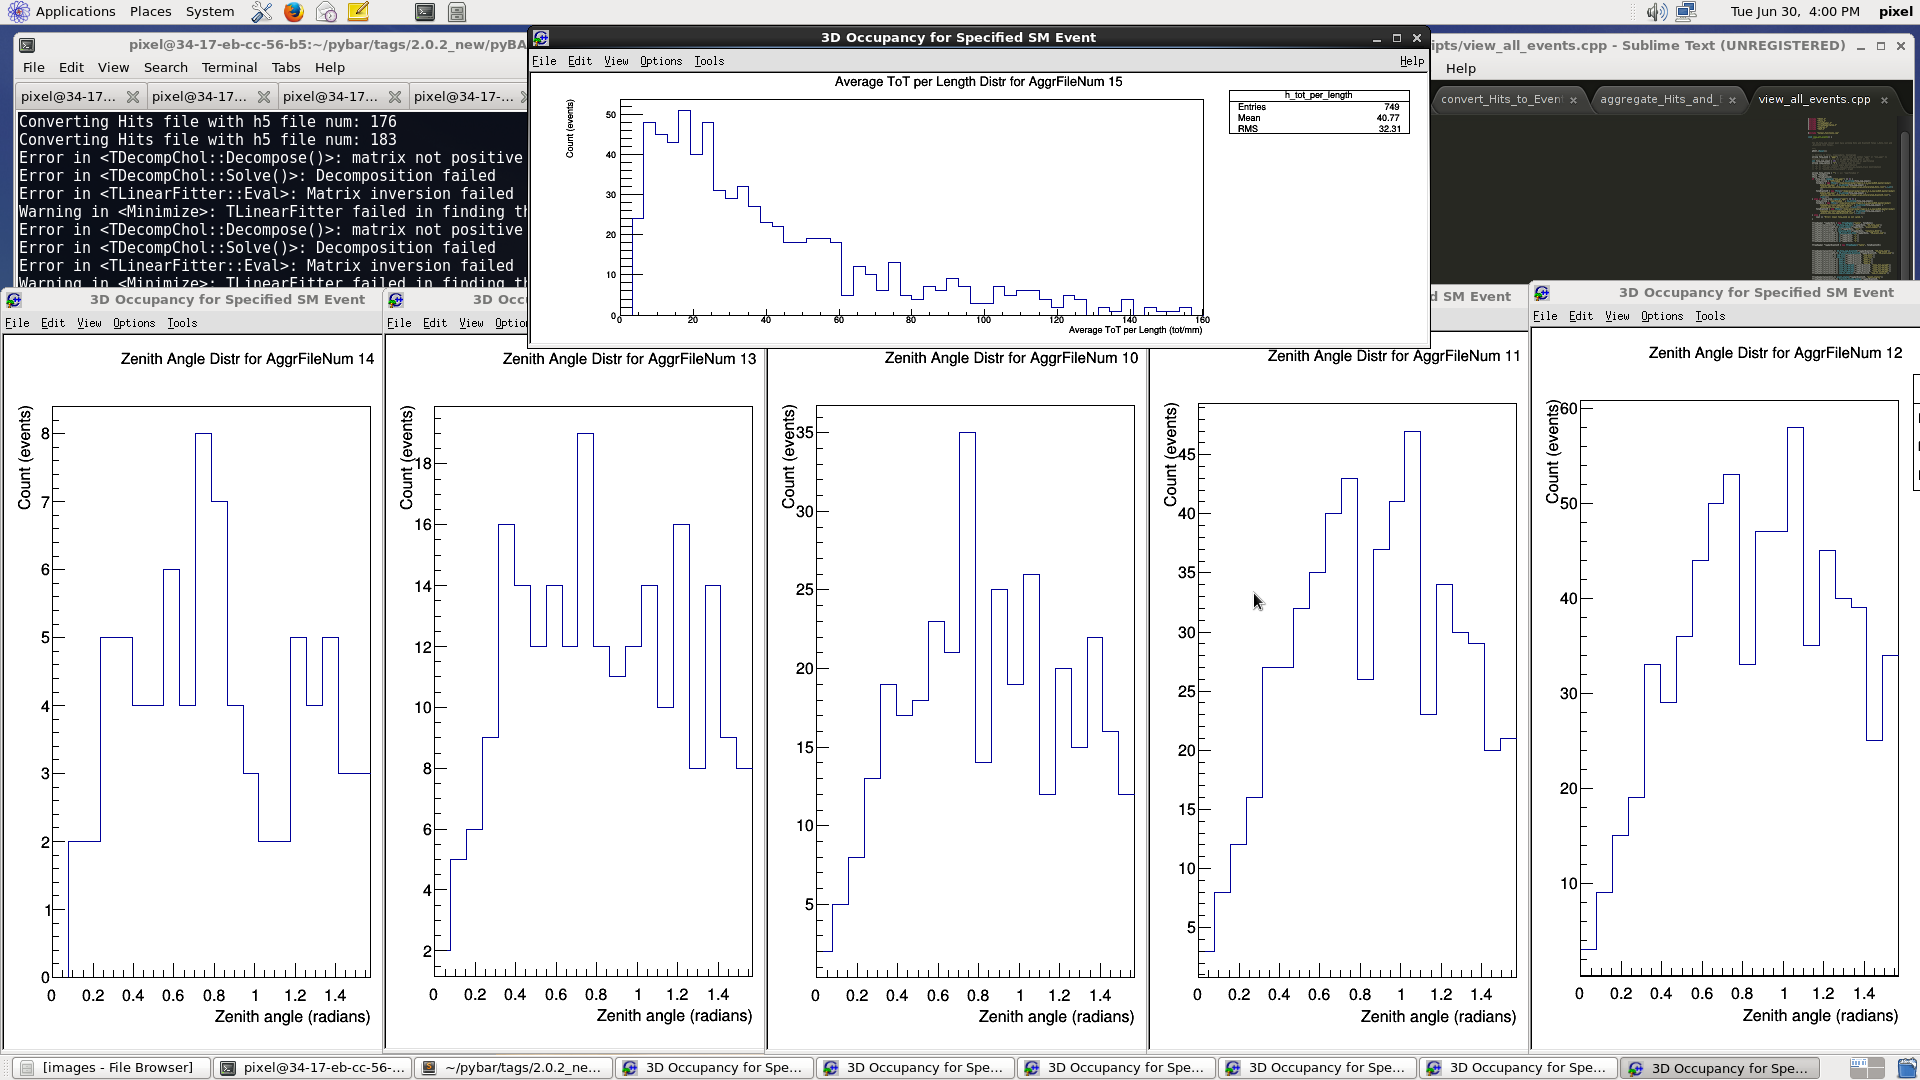 Applications Places System
Tue Jun 30, 4:00 PM pixel
pixel@34-17-eb-cc-56-b5:~/pybar/tags/2.0.2_new/pyBA
File Edit View Search Terminal Tabs Help
pixel@34-17... pixel@34-17... pixel@34-17... pixel@34-17-...
Converting Hits file with h5 file num: 176
Converting Hits file with h5 file num: 183
Error in <TDecompChol::Decompose()>: matrix not positive
Error in <TDecompChol::Solve()>: Decomposition failed
Error in <TLinearFitter::Eval>: Matrix inversion failed
Warning in <Minimize>: TLinearFitter failed in finding th
Error in <TDecompChol::Decompose()>: matrix not positive
Error in <TDecompChol::Solve()>: Decomposition failed
Error in <TLinearFitter::Eval>: Matrix inversion failed
Warning in <Minimize>: TLinearFitter failed in finding th
3D Occupancy for Specified SM Event
File Edit View Options Tools Help
Average ToT per Length Distr for AggrFileNum 15
Count (events)
50
40
30
20
10
0
0 20 40 60 80 100 120 140 160
Average ToT per Length (tot/mm)
h_tot_per_length
Entries 749
Mean 40.77
RMS 32.31
ipts/view_all_events.cpp - Sublime Text (UNREGISTERED)
Help
convert_Hits_to_Even aggregate_Hits_and_ view_all_events.cpp
3D Occupancy for Specified SM Event
File Edit View Options Tools
Zenith Angle Distr for AggrFileNum 14
Count (events)
8
7
6
5
4
3
2
1
0
0 0.2 0.4 0.6 0.8 1 1.2 1.4
Zenith angle (radians)
3D Occu
File Edit View Optio
Zenith Angle Distr for AggrFileNum 13
Count (events)
18
16
14
12
10
8
6
4
2
0 0.2 0.4 0.6 0.8 1 1.2 1.4
Zenith angle (radians)
Zenith Angle Distr for AggrFileNum 10
Count (events)
35
30
25
20
15
10
5
0 0.2 0.4 0.6 0.8 1 1.2 1.4
Zenith angle (radians)
d SM Event
Zenith Angle Distr for AggrFileNum 11
Count (events)
45
40
35
30
25
20
15
10
5
0 0.2 0.4 0.6 0.8 1 1.2 1.4
Zenith angle (radians)
3D Occupancy for Specified SM Event
File Edit View Options Tools
Zenith Angle Distr for AggrFileNum 12
Count (events)
60
50
40
30
20
10
0 0.2 0.4 0.6 0.8 1 1.2 1.4
Zenith angle (radians)
[images - File Browser] pixel@34-17-eb-cc-56-... ~/pybar/tags/2.0.2_ne... 3D Occupancy for Spe... 3D Occupancy for Spe... 3D Occupancy for Spe... 3D Occupancy for Spe... 3D Occupancy for Spe... 3D Occupancy for Spe...